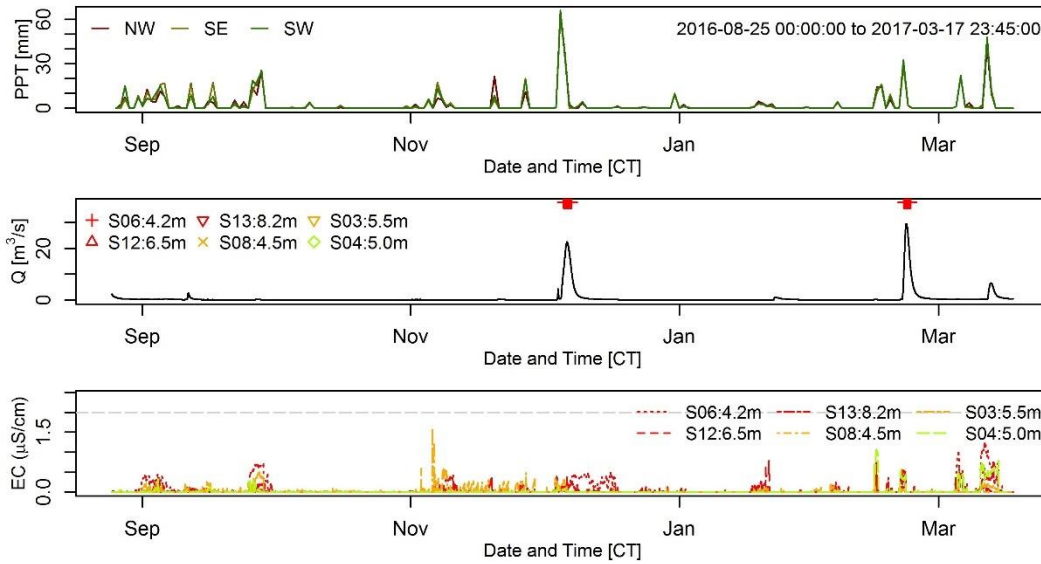 NW SE SW 2016-08-25 00:00:00 to 2017-03-17 23:45:00
PPT [mm]
0 30 60
Sep Nov Jan Mar
Date and Time [CT]
S06:4.2m S13:8.2m S03:5.5m
S12:6.5m S08:4.5m S04:5.0m
Q [m³/s]
0 20
Sep Nov Jan Mar
Date and Time [CT]
S06:4.2m S13:8.2m S03:5.5m
S12:6.5m S08:4.5m S04:5.0m
EC (μS/cm)
0.0 1.5
Sep Nov Jan Mar
Date and Time [CT]